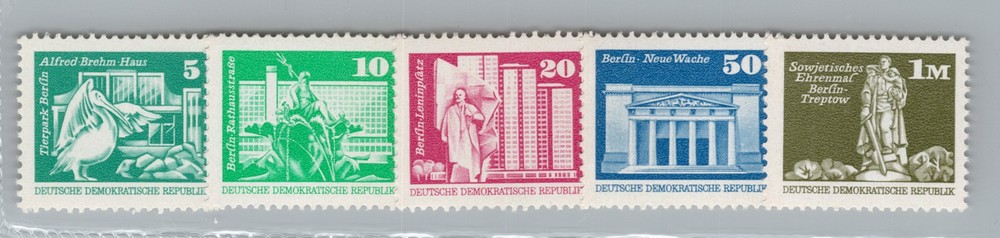 Alfred-Brehm-Haus
5
Tierpark Berlin
DEUTSCHE DEMOKRATISCHE REPUBLIK
10
Berlin-Rathausstraße
DEUTSCHE DEMOKRATISCHE REPUBLIK
20
Berlin-Leninplatz
DEUTSCHE DEMOKRATISCHE REPUBLIK
Berlin · Neue Wache
50
DEUTSCHE DEMOKRATISCHE REPUBLIK
Sowjetisches
Ehrenmal
Berlin-
Treptow
1M
DEUTSCHE DEMOKRATISCHE REPUBLIK